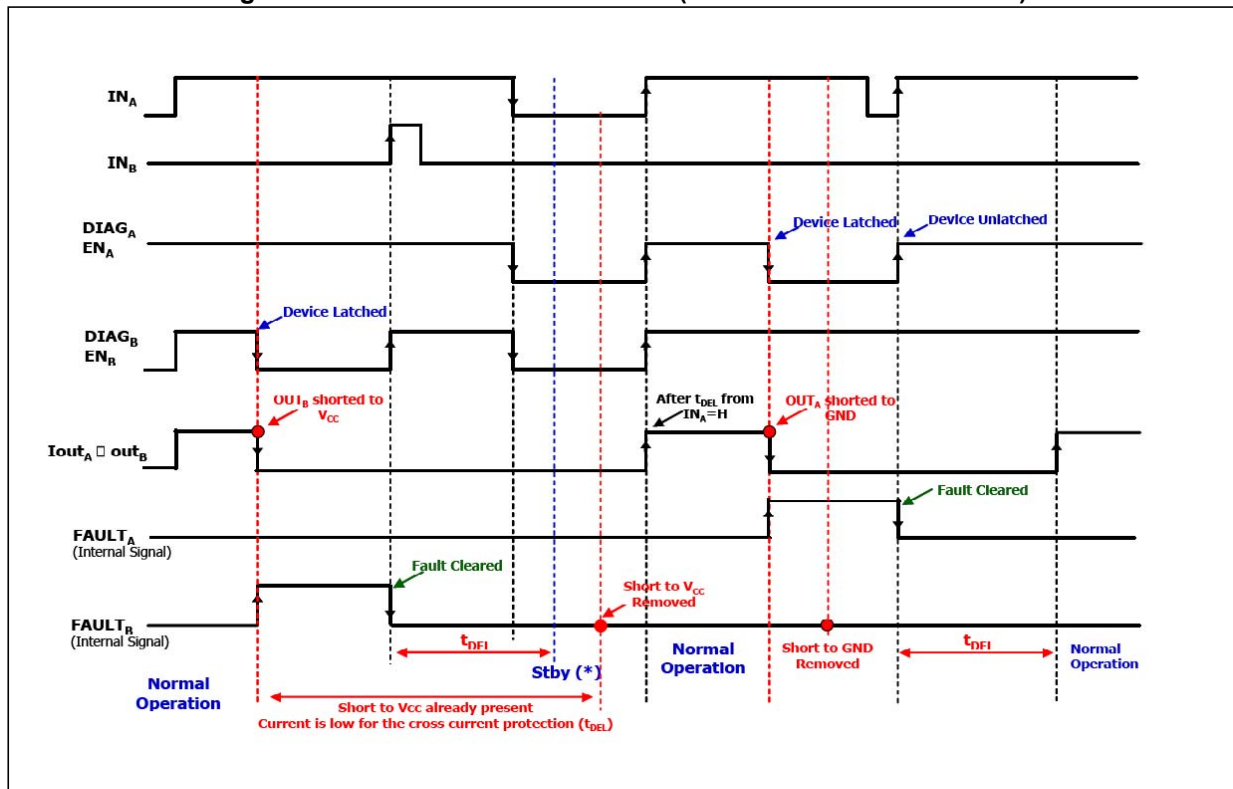 IN_A
IN_B
DIAG_A
EN_A
Device Latched
Device Unlatched
Device Latched
DIAG_B
EN_B
OUT_B shorted to
V_CC
After t_DEL from
IN_A=H
OUT_A shorted to
GND
Iout_A □ out_B
Fault Cleared
FAULT_A
(Internal Signal)
Fault Cleared
Short to V_CC
Removed
FAULT_B
(Internal Signal)
t_DEL
Stby (*)
Normal
Operation
Short to GND
Removed
t_DEL
Normal
Operation
Normal
Operation
Short to Vcc already present
Current is low for the cross current protection (t_DEL)